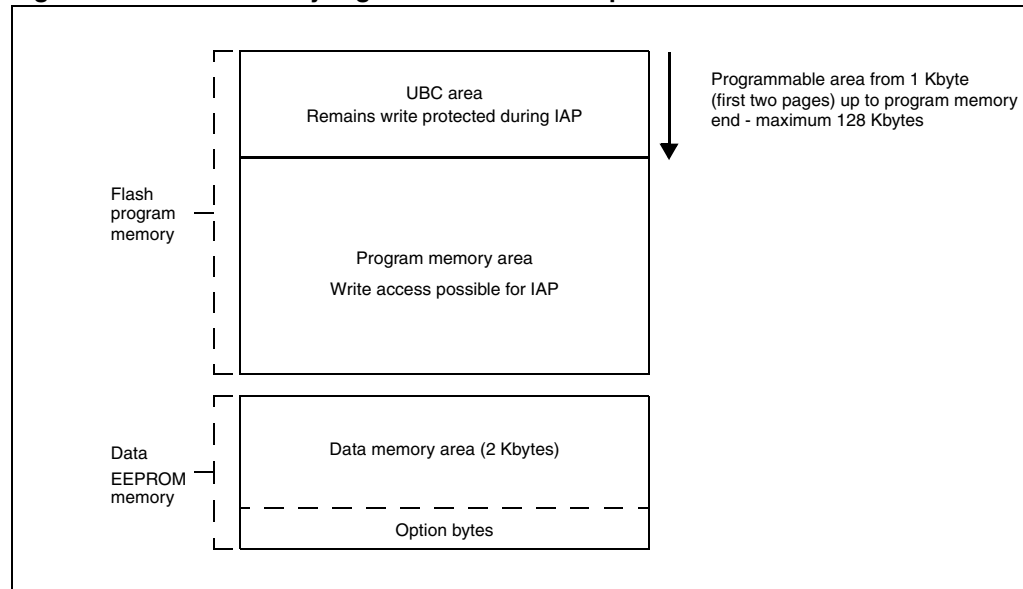 UBC area
Remains write protected during IAP
Programmable area from 1 Kbyte
(first two pages) up to program memory
end - maximum 128 Kbytes
Flash
program
memory
Program memory area
Write access possible for IAP
Data
EEPROM
memory
Data memory area (2 Kbytes)
Option bytes